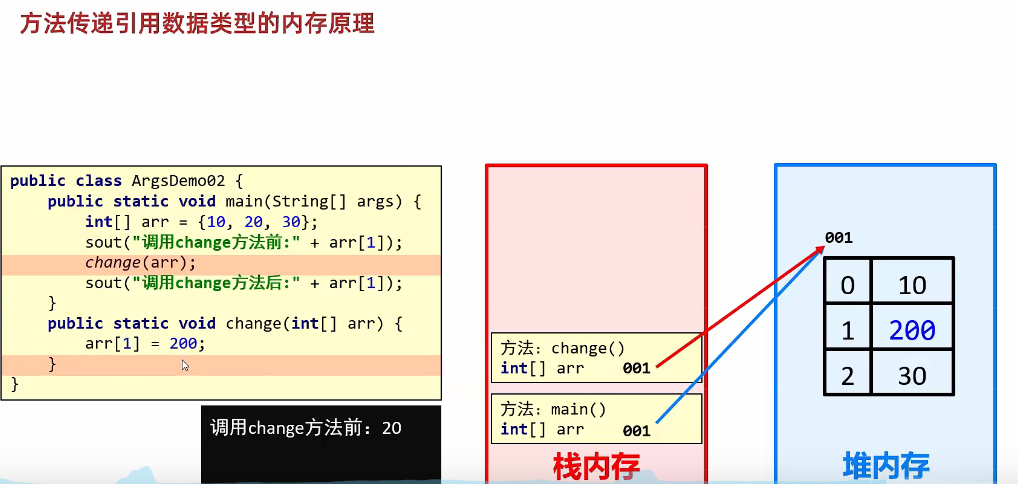 方法传递引用数据类型的内存原理
public class ArgsDemo02 {
    public static void main(String[] args) {
        int[] arr = {10, 20, 30};
        sout("调用change方法前:" + arr[1]);
        change(arr);
        sout("调用change方法后:" + arr[1]);
    }
    public static void change(int[] arr) {
        arr[1] = 200;
    }
}
调用change方法前：20
方法：change()
int[] arr 001
方法：main()
int[] arr 001
栈内存
001
0 10
1 200
2 30
堆内存